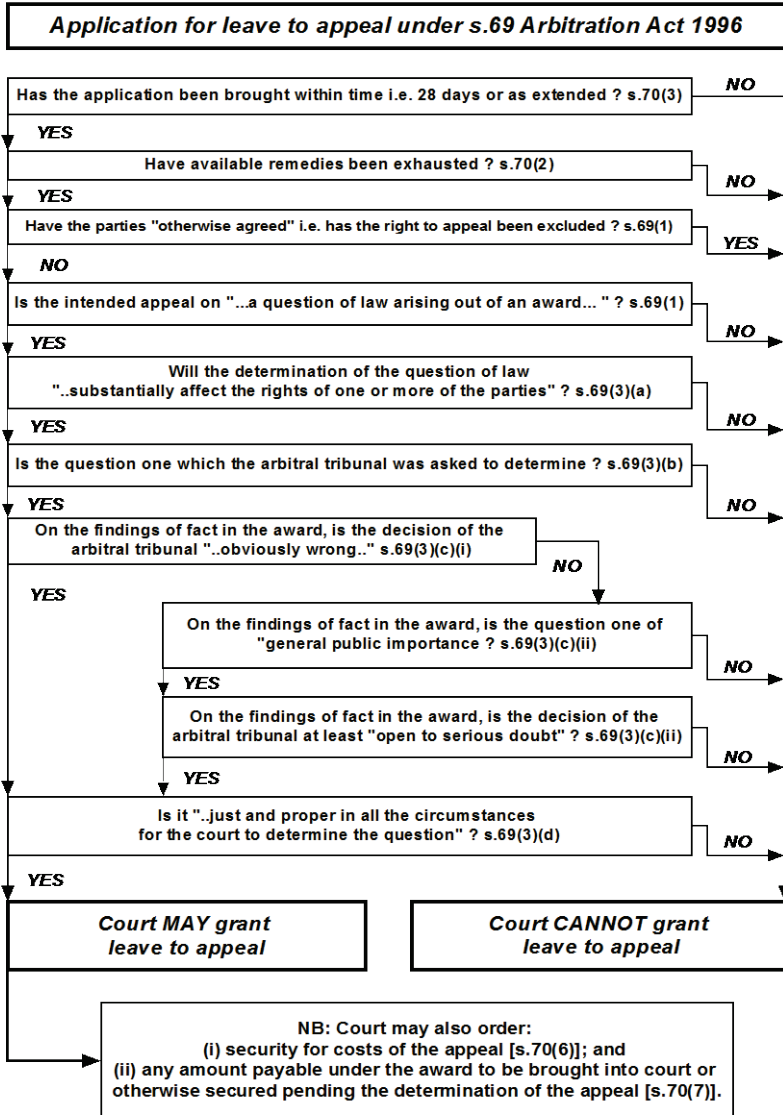 Application for leave to appeal under s.69 Arbitration Act 1996
Has the application been brought within time i.e. 28 days or as extended ? s.70(3)
NO
YES
Have available remedies been exhausted ? s.70(2)
NO
YES
Have the parties "otherwise agreed" i.e. has the right to appeal been excluded ? s.69(1)
YES
NO
Is the intended appeal on "...a question of law arising out of an award... " ? s.69(1)
NO
YES
Will the determination of the question of law
"..substantially affect the rights of one or more of the parties" ? s.69(3)(a)
NO
YES
Is the question one which the arbitral tribunal was asked to determine ? s.69(3)(b)
NO
YES
On the findings of fact in the award, is the decision of the
arbitral tribunal "..obviously wrong.." s.69(3)(c)(i)
NO
YES
On the findings of fact in the award, is the question one of
"general public importance ? s.69(3)(c)(ii)
NO
YES
On the findings of fact in the award, is the decision of the
arbitral tribunal at least "open to serious doubt" ? s.69(3)(c)(ii)
NO
YES
Is it "..just and proper in all the circumstances
for the court to determine the question" ? s.69(3)(d)
NO
YES
Court MAY grant
leave to appeal
Court CANNOT grant
leave to appeal
NB: Court may also order:
(i) security for costs of the appeal [s.70(6)]; and
(ii) any amount payable under the award to be brought into court or
otherwise secured pending the determination of the appeal [s.70(7)].